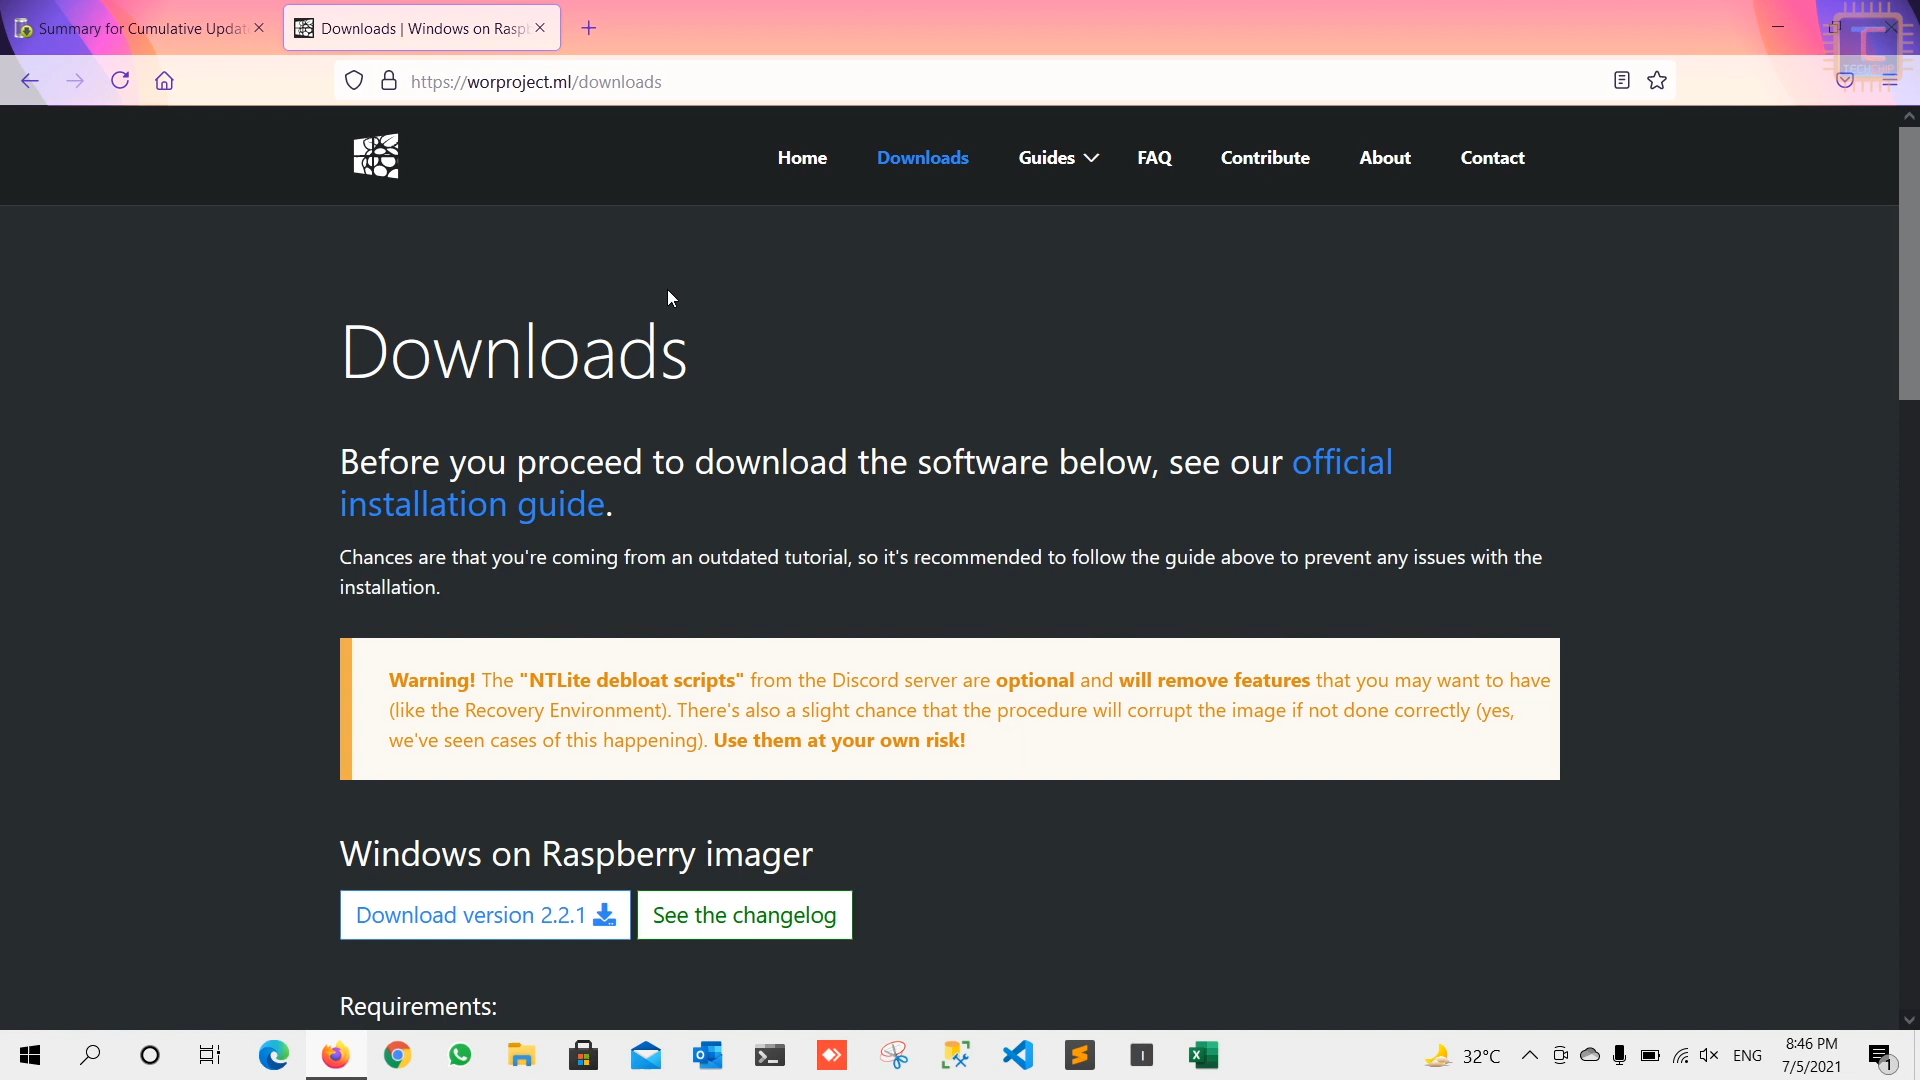 Summary for Cumulative Updat
Downloads | Windows on Rasp
https://worproject.ml/downloads
TECHCHIP
Home
Downloads
Guides
FAQ
Contribute
About
Contact
Downloads
Before you proceed to download the software below, see our official
installation guide.
Chances are that you're coming from an outdated tutorial, so it's recommended to follow the guide above to prevent any issues with the
installation.
Warning! The "NTLite debloat scripts" from the Discord server are optional and will remove features that you may want to have
(like the Recovery Environment). There's also a slight chance that the procedure will corrupt the image if not done correctly (yes,
we've seen cases of this happening). Use them at your own risk!
Windows on Raspberry imager
Download version 2.2.1
See the changelog
Requirements:
32°C
ENG
8:46 PM
7/5/2021
1